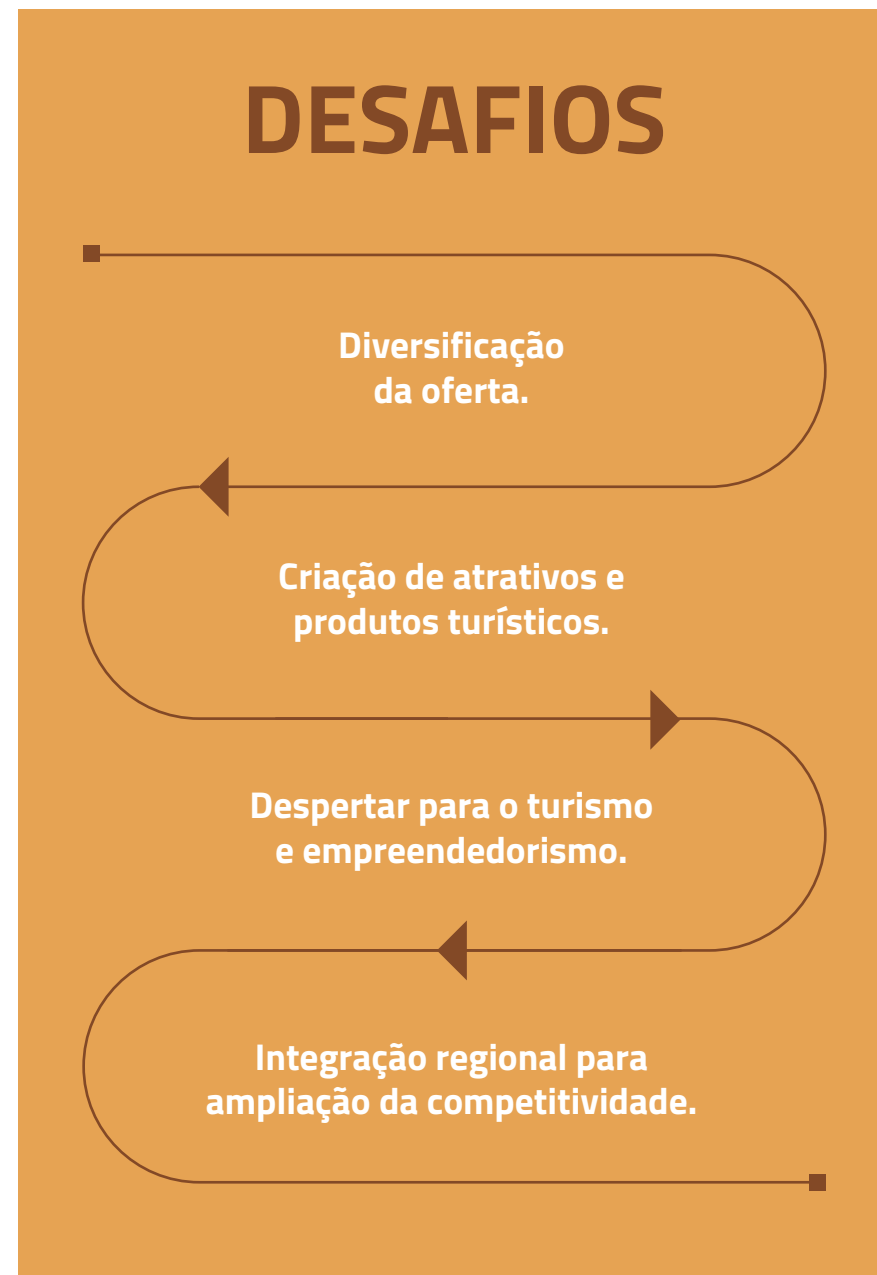 DESAFIOS
Diversificação
da oferta.
Criação de atrativos e
produtos turísticos.
Despertar para o turismo
e empreendedorismo.
Integração regional para
ampliação da competitividade.